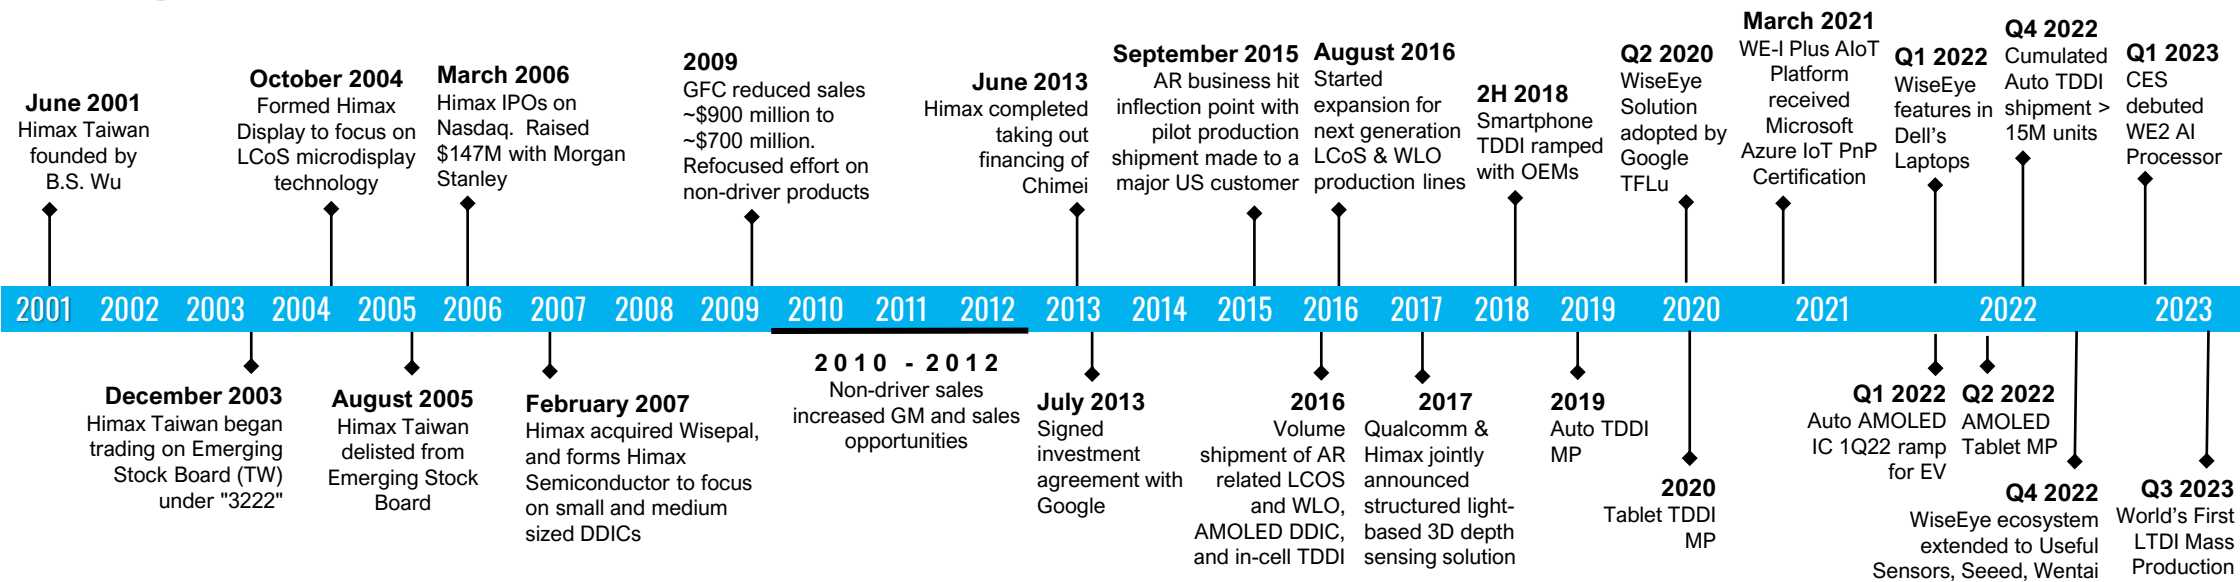 June 2001
Himax Taiwan
founded by
B.S. Wu
October 2004
Formed Himax
Display to focus on
LCoS microdisplay
technology
March 2006
Himax IPOs on
Nasdaq. Raised
$147M with Morgan
Stanley
2009
GFC reduced sales
~$900 million to
~$700 million.
Refocused effort on
non-driver products
June 2013
Himax completed
taking out
financing of
Chimei
September 2015
AR business hit
inflection point with
pilot production
shipment made to a
major US customer
August 2016
Started
expansion for
next generation
LCoS & WLO
production lines
2H 2018
Smartphone
TDDI ramped
with OEMs
Q2 2020
WiseEye
Solution
adopted by
Google
TFLu
March 2021
WE-I Plus AIoT
Platform
received
Microsoft
Azure IoT PnP
Certification
Q1 2022
WiseEye
features in
Dell's
Laptops
Q4 2022
Cumulated
Auto TDDI
shipment >
15M units
Q1 2023
CES
debuted
WE2 AI
Processor
2001 2002 2003 2004 2005 2006 2007 2008 2009 2010 2011 2012 2013 2014 2015 2016 2017 2018 2019 2020 2021 2022 2023
December 2003
Himax Taiwan began
trading on Emerging
Stock Board (TW)
under "3222"
August 2005
Himax Taiwan
delisted from
Emerging Stock
Board
February 2007
Himax acquired Wisepal,
and forms Himax
Semiconductor to focus
on small and medium
sized DDICs
2010 - 2012
Non-driver sales
increased GM and sales
opportunities
July 2013
Signed
investment
agreement with
Google
2016
Volume
shipment of AR
related LCOS
and WLO,
AMOLED DDIC,
and in-cell TDDI
2017
Qualcomm &
Himax jointly
announced
structured light-
based 3D depth
sensing solution
2019
Auto TDDI
MP
2020
Tablet TDDI
MP
Q1 2022
Auto AMOLED
IC 1Q22 ramp
for EV
Q2 2022
AMOLED
Tablet MP
Q4 2022
WiseEye ecosystem
extended to Useful
Sensors, Seeed, Wentai
Q3 2023
World's First
LTDI Mass
Production